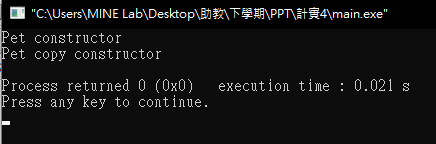 "C:\Users\MINE Lab\Desktop\助教\下學期\PPT\計實4\main.exe"
Pet constructor
Pet copy constructor
Process returned 0 (0x0)   execution time : 0.021 s
Press any key to continue.